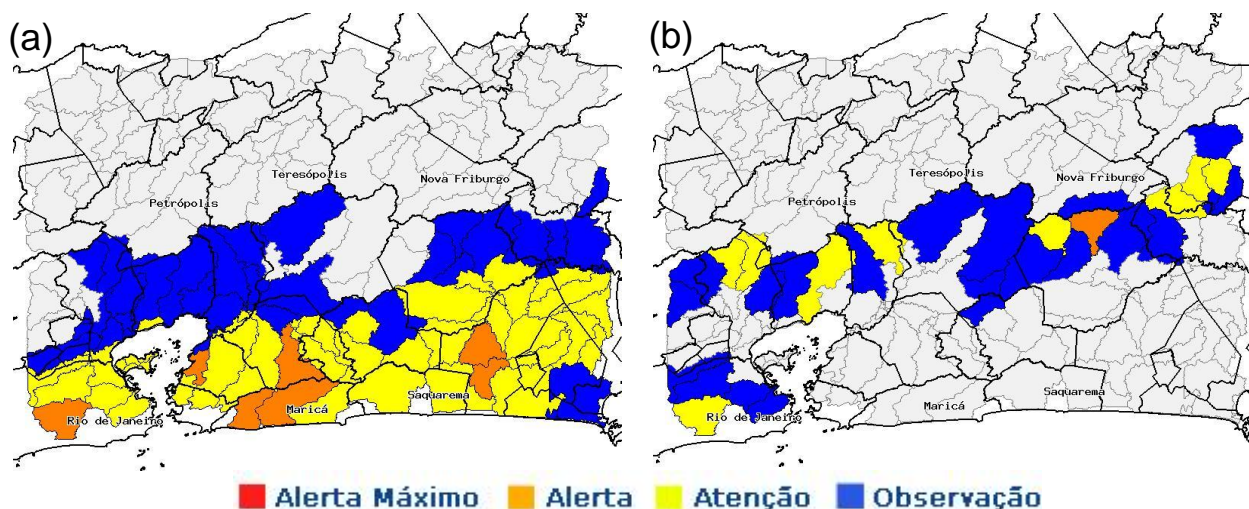 (a)
(b)
Teresópolis
Nova Friburgo
Petrópolis
Saquarema
Maricá
Rio de Janeiro
Teresópolis
Nova Friburgo
Petrópolis
Saquarema
Maricá
Rio de Janeiro
Alerta Máximo Alerta Atenção Observação